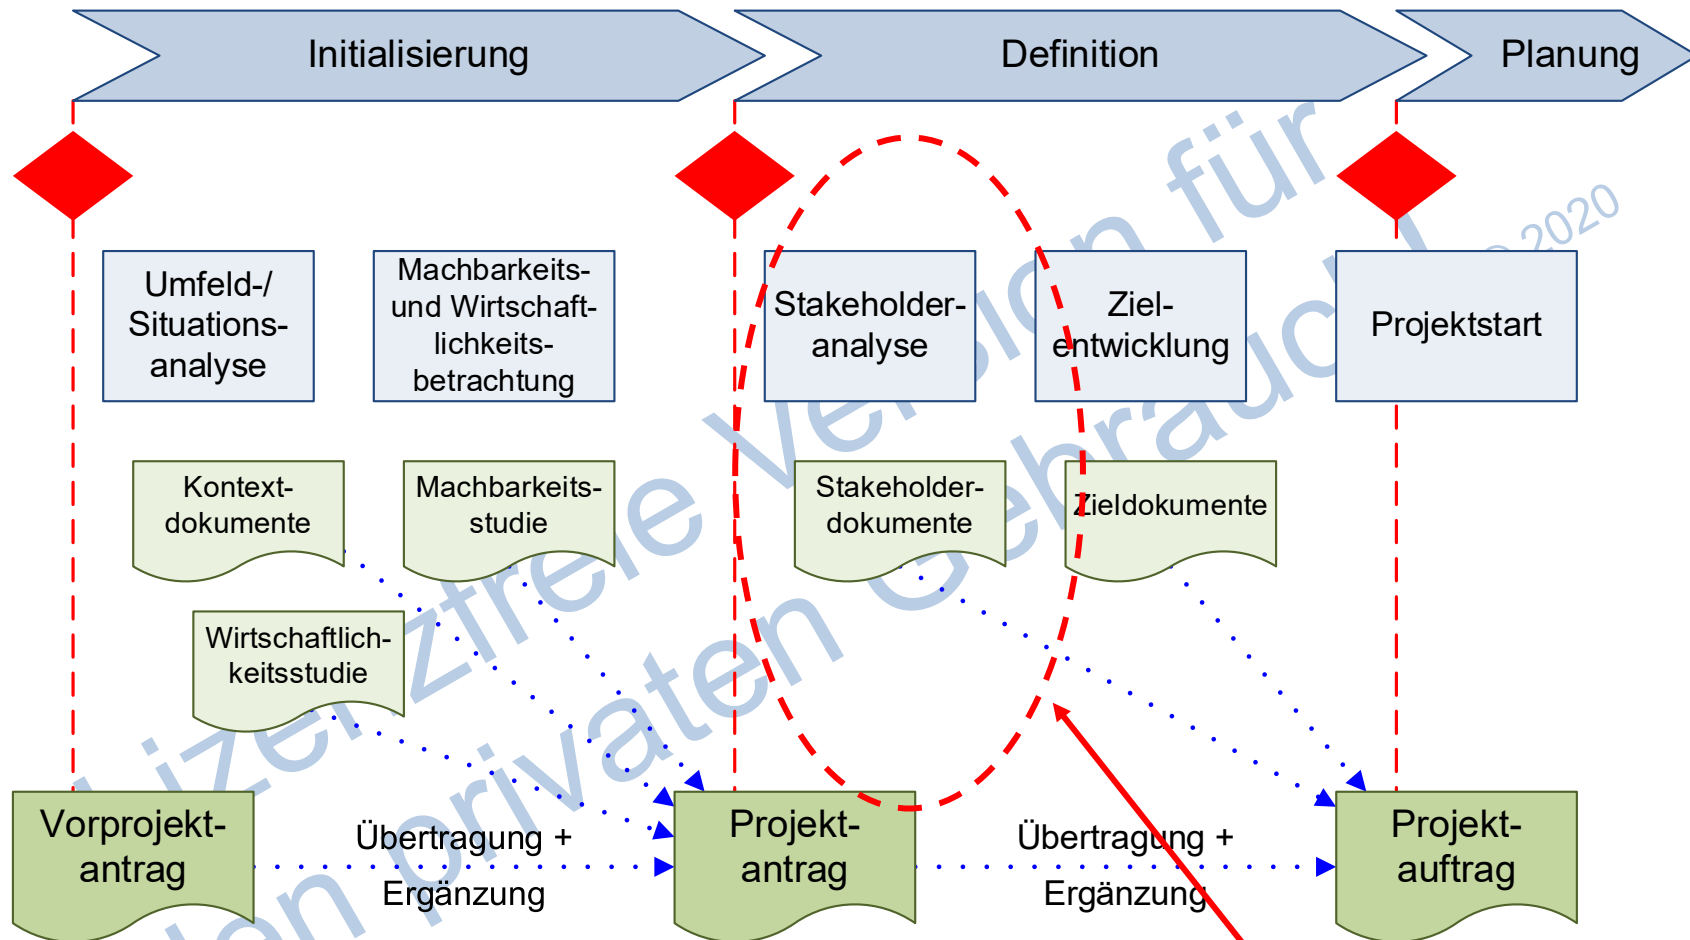 Initialisierung
Definition
Planung
Umfeld-/
Situations-
analyse
Machbarkeits-
und Wirtschaft-
lichkeits-
betrachtung
Stakeholder-
analyse
Ziel-
entwicklung
Projektstart
Kontext-
dokumente
Machbarkeits-
studie
Stakeholder-
dokumente
Zieldokumente
Wirtschaftlich-
keitsstudie
Vorprojekt-
antrag
Übertragung +
Ergänzung
Projekt-
antrag
Übertragung +
Ergänzung
Projekt-
auftrag
Lizenzfreie Version für
den privaten Gebrauch!
© 2020